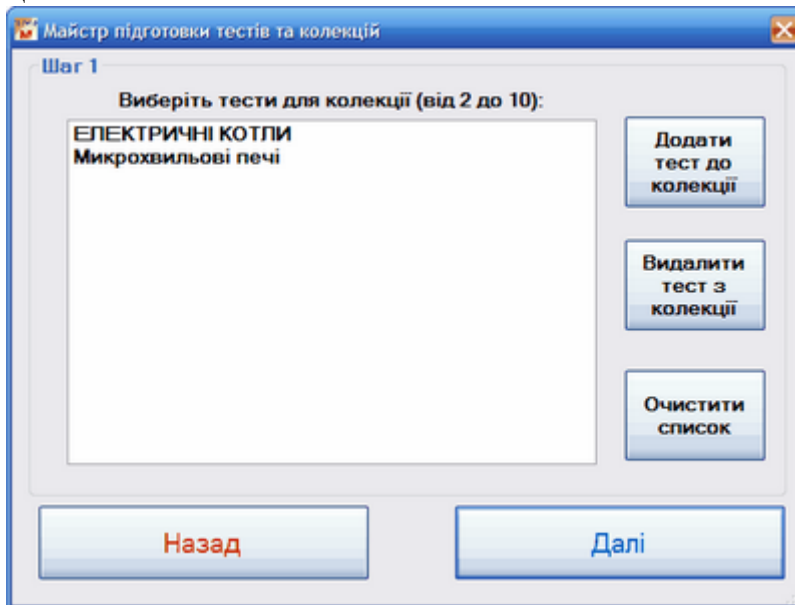 Майстр підготовки тестів та колекцій
Шаг 1
Виберіть тести для колекції (від 2 до 10):
ЕЛЕКТРИЧНІ КОТЛИ
Микрохвильові печі
Додати
тест до
колекції
Видалити
тест з
колекції
Очистити
список
Назад
Далі